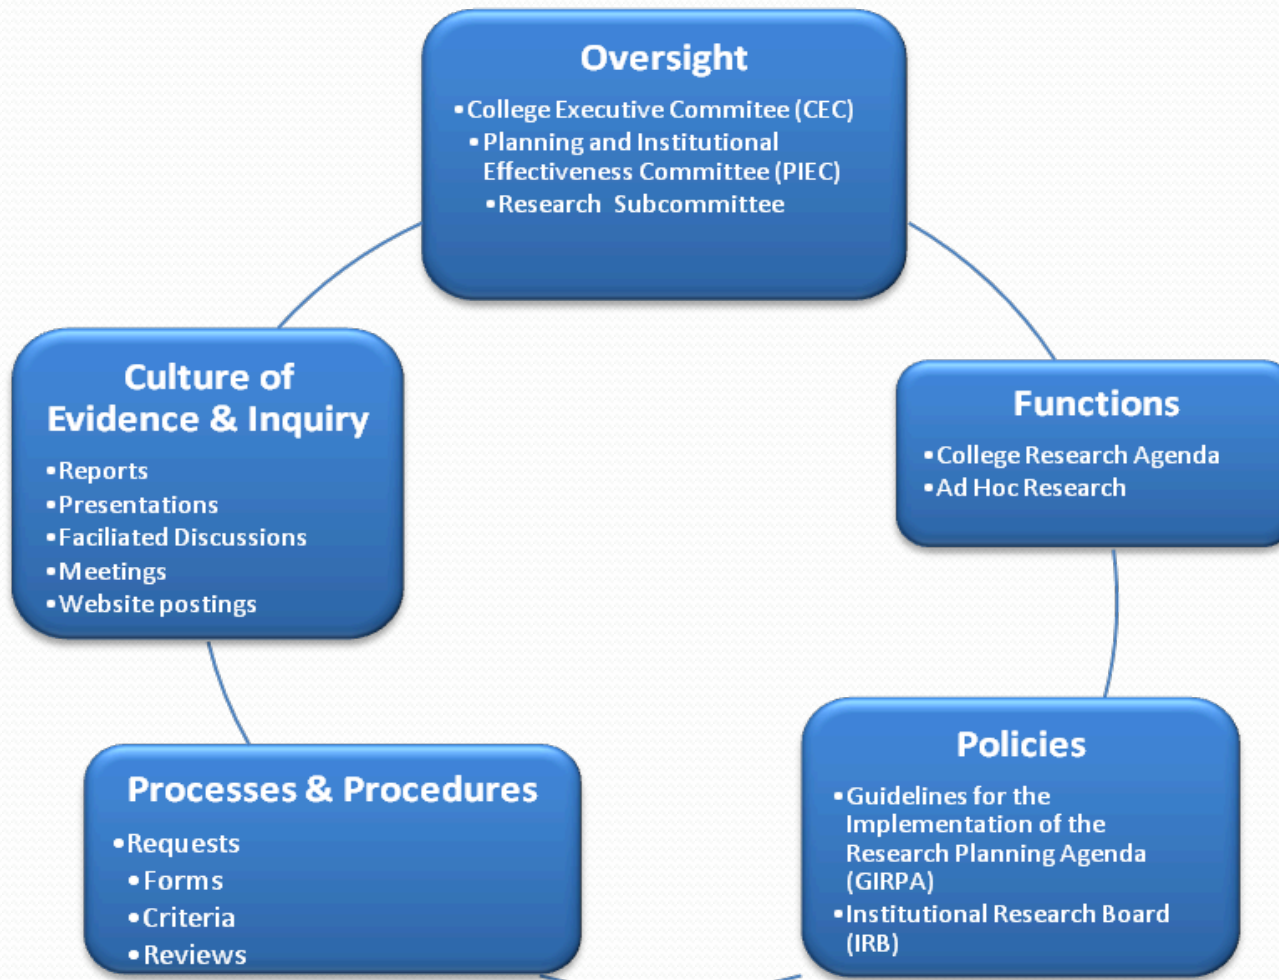 Oversight
•College Executive Commitee (CEC)
•Planning and Institutional
Effectiveness Committee (PIEC)
•Research Subcommittee
Culture of
Evidence & Inquiry
•Reports
•Presentations
•Faciliated Discussions
•Meetings
•Website postings
Functions
•College Research Agenda
•Ad Hoc Research
Processes & Procedures
•Requests
•Forms
•Criteria
•Reviews
Policies
•Guidelines for the
Implementation of the
Research Planning Agenda
(GIRPA)
•Institutional Research Board
(IRB)